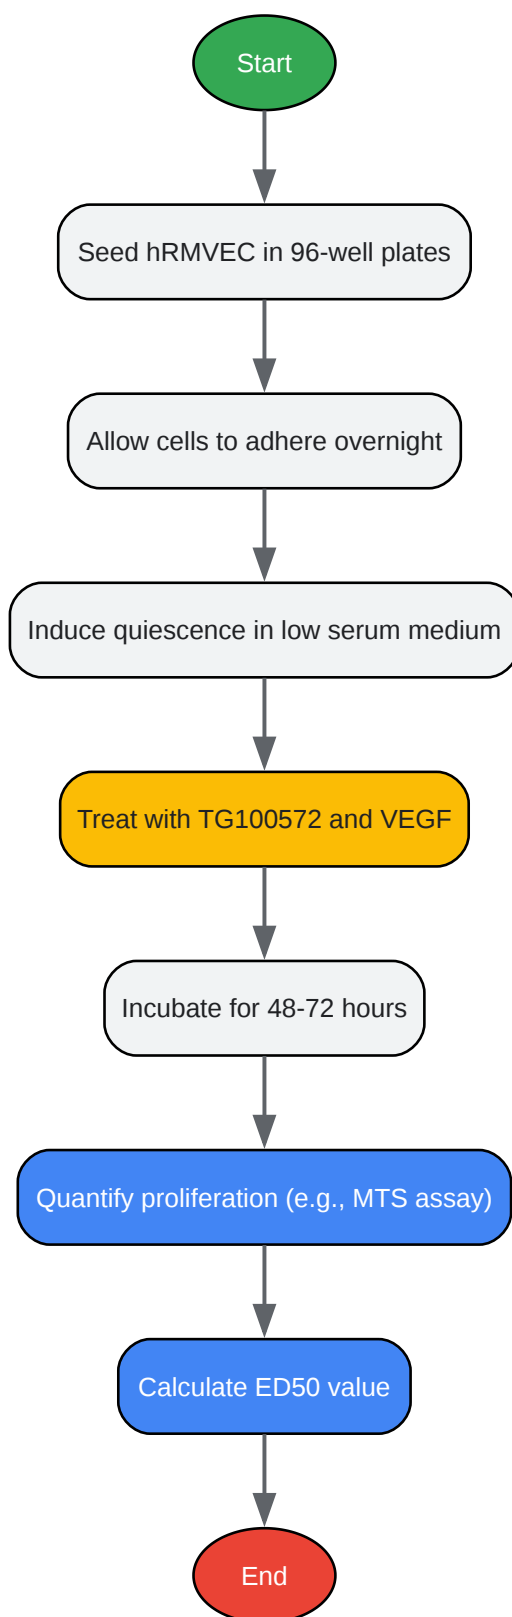 Start
Seed hRMVEC in 96-well plates
Allow cells to adhere overnight
Induce quiescence in low serum medium
Treat with TG100572 and VEGF
Incubate for 48-72 hours
Quantify proliferation (e.g., MTS assay)
Calculate ED50 value
End